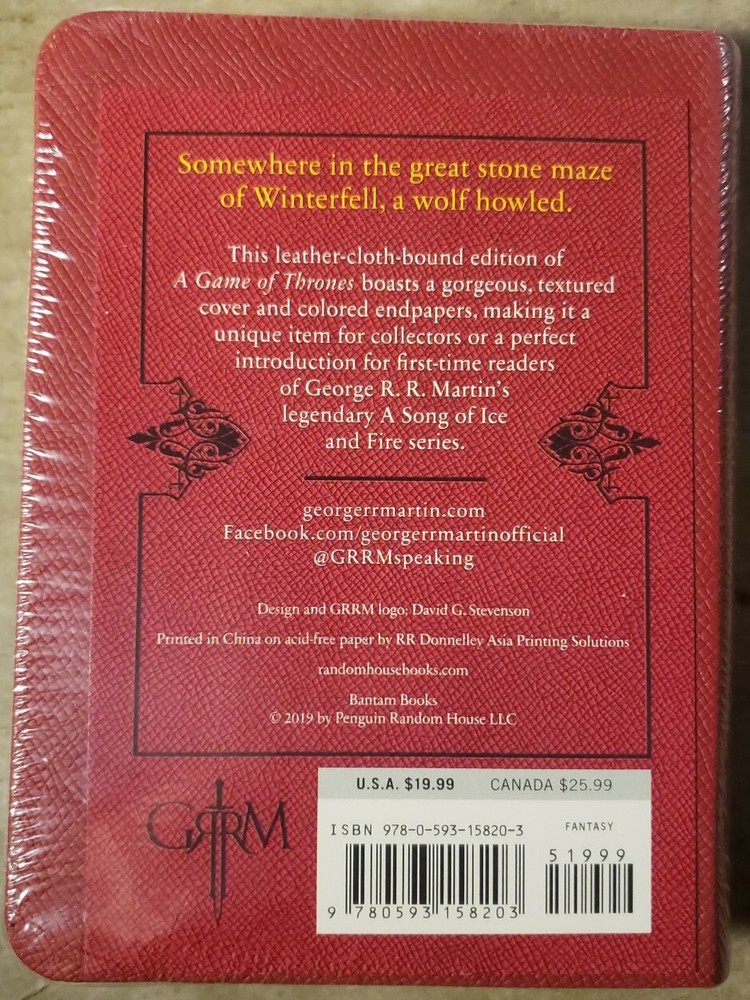 Somewhere in the great stone maze
of Winterfell, a wolf howled.
This leather-cloth-bound edition of
A Game of Thrones boasts a gorgeous, textured
cover and colored endpapers, making it a
unique item for collectors or a perfect
introduction for first-time readers
of George R. R. Martin's
legendary A Song of Ice
and Fire series.
georgerrmartin.com
Facebook.com/georgerrmartinofficial
@GRRMspeaking
Design and GRRM logo: David G. Stevenson
Printed in China on acid-free paper by RR Donnelley Asia Printing Solutions
randomhousebooks.com
Bantam Books
© 2019 by Penguin Random House LLC
GRRM
U.S.A. $19.99 CANADA $25.99
ISBN 978-0-593-15820-3 FANTASY
51999
9 780593 158203